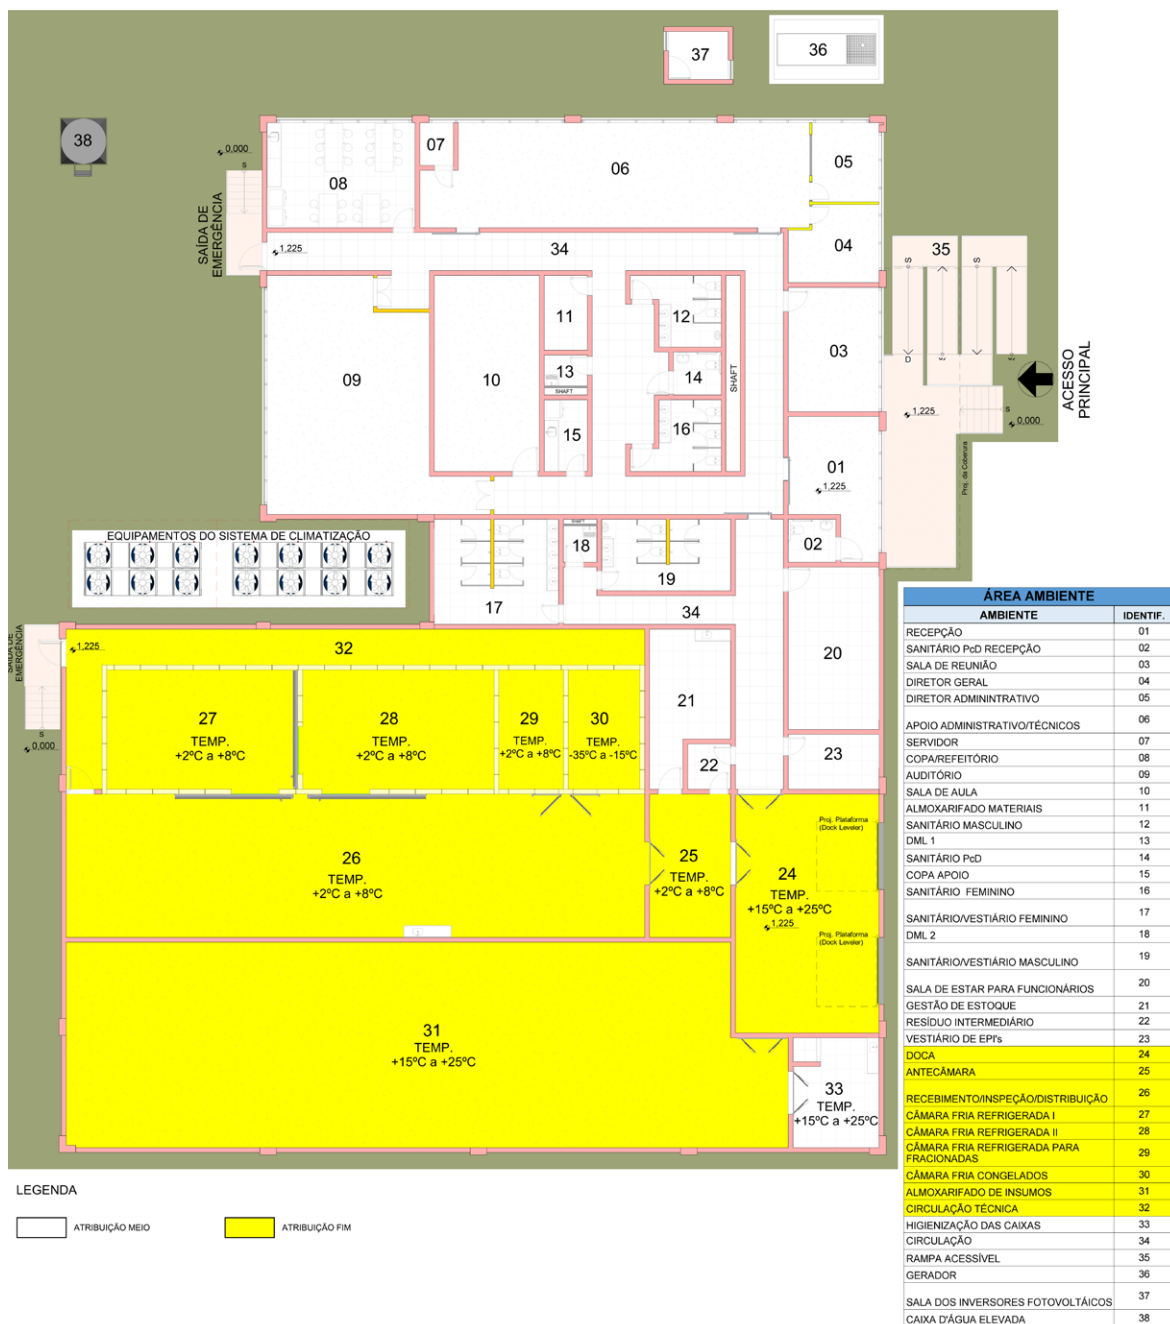 37
36
38
0,000
S
SAÍDA DE
EMERGÊNCIA
1,225
08
07
06
05
04
34
35
S
S
D
ACESSO
PRINCIPAL
1,225
S
0,000
Proj. da Cobertura
09
10
11
12
13
SHAFT
14
SHAFT
15
16
03
01
1,225
02
EQUIPAMENTOS DO SISTEMA DE CLIMATIZAÇÃO
SHAFT
18
19
17
34
20
21
22
23
SAÍDA DE
EMERGÊNCIA
S
0,000
1,225
32
27
TEMP.
+2ºC a +8ºC
28
TEMP.
+2ºC a +8ºC
29
TEMP.
+2ºC a +8ºC
30
TEMP.
-35ºC a -15ºC
26
TEMP.
+2ºC a +8ºC
25
TEMP.
+2ºC a +8ºC
Proj. Plataforma
(Dock Leveler)
24
TEMP.
+15ºC a +25ºC
1,225
Proj. Plataforma
(Dock Leveler)
31
TEMP.
+15ºC a +25ºC
33
TEMP.
+15ºC a +25ºC
ÁREA AMBIENTE
AMBIENTE IDENTIF.
RECEPÇÃO 01
SANITÁRIO PcD RECEPÇÃO 02
SALA DE REUNIÃO 03
DIRETOR GERAL 04
DIRETOR ADMININTRATIVO 05
APOIO ADMINISTRATIVO/TÉCNICOS 06
SERVIDOR 07
COPA/REFEITÓRIO 08
AUDITÓRIO 09
SALA DE AULA 10
ALMOXARIFADO MATERIAIS 11
SANITÁRIO MASCULINO 12
DML 1 13
SANITÁRIO PcD 14
COPA APOIO 15
SANITÁRIO FEMININO 16
SANITÁRIO/VESTIÁRIO FEMININO 17
DML 2 18
SANITÁRIO/VESTIÁRIO MASCULINO 19
SALA DE ESTAR PARA FUNCIONÁRIOS 20
GESTÃO DE ESTOQUE 21
RESÍDUO INTERMEDIÁRIO 22
VESTIÁRIO DE EPI's 23
DOCA 24
ANTECÂMARA 25
RECEBIMENTO/INSPEÇÃO/DISTRIBUIÇÃO 26
CÂMARA FRIA REFRIGERADA I 27
CÂMARA FRIA REFRIGERADA II 28
CÂMARA FRIA REFRIGERADA PARA
FRACIONADAS 29
CÂMARA FRIA CONGELADOS 30
ALMOXARIFADO DE INSUMOS 31
CIRCULAÇÃO TÉCNICA 32
HIGIENIZAÇÃO DAS CAIXAS 33
CIRCULAÇÃO 34
RAMPA ACESSÍVEL 35
GERADOR 36
SALA DOS INVERSORES FOTOVOLTÁICOS 37
CAIXA D'ÁGUA ELEVADA 38
LEGENDA
ATRIBUIÇÃO MEIO
ATRIBUIÇÃO FIM